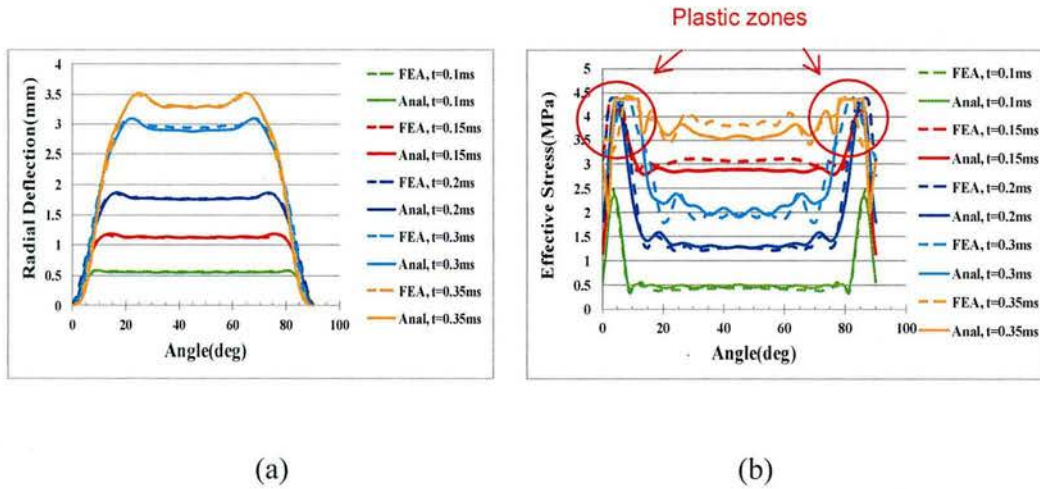 Plastic zones
Radial Deflection(mm)
4
3.5
3
2.5
2
1.5
1
0.5
0
0 20 40 60 80 100
Angle(deg)
FEA, t=0.1ms
Anal, t=0.1ms
FEA, t=0.15ms
Anal, t=0.15ms
FEA, t=0.2ms
Anal, t=0.2ms
FEA, t=0.3ms
Anal, t=0.3ms
FEA, t=0.35ms
Anal, t=0.35ms
Effective Stress(MPa)
5
4.5
4
3.5
3
2.5
2
1.5
1
0.5
0
0 20 40 60 80 100
Angle(deg)
FEA, t=0.1ms
Anal, t=0.1ms
FEA, t=0.15ms
Anal, t=0.15ms
FEA, t=0.2ms
Anal, t=0.2ms
FEA, t=0.3ms
Anal, t=0.3ms
FEA, t=0.35ms
Anal, t=0.35ms
(a)
(b)